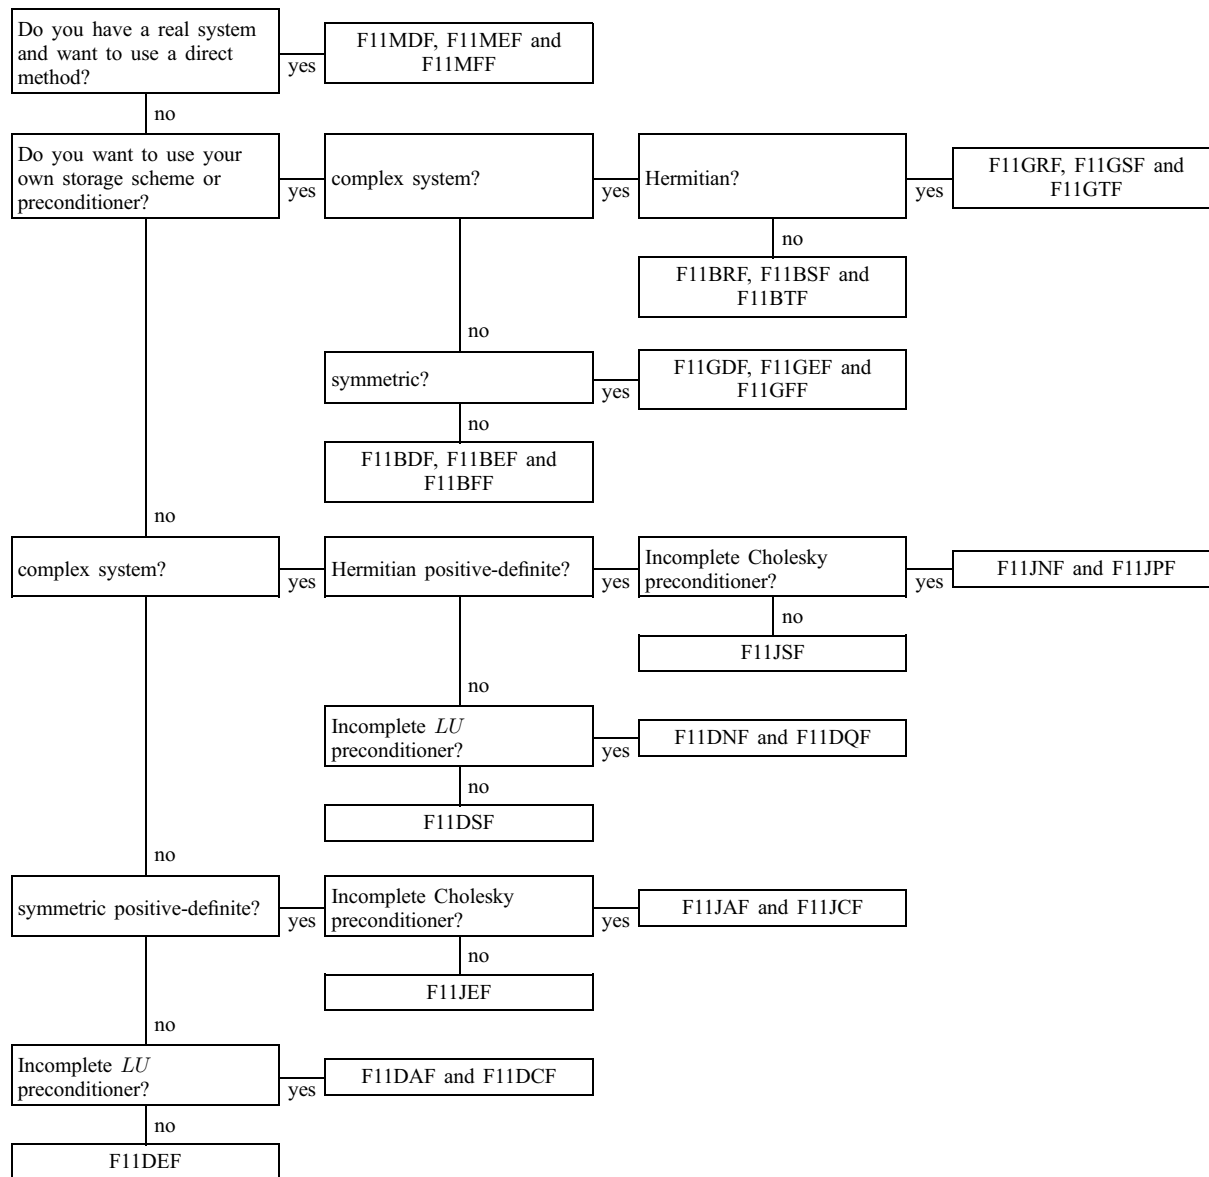 Do you have a real system
and want to use a direct
method?
yes
F11MDF, F11MEF and
F11MFF
no
Do you want to use your
own storage scheme or
preconditioner?
yes
complex system?
yes
Hermitian?
yes
F11GRF, F11GSF and
F11GTF
no
F11BRF, F11BSF and
F11BTF
no
symmetric?
yes
F11GDF, F11GEF and
F11GFF
no
F11BDF, F11BEF and
F11BFF
no
complex system?
yes
Hermitian positive-definite?
yes
Incomplete Cholesky
preconditioner?
yes
F11JNF and F11JPF
no
F11JSF
no
Incomplete LU
preconditioner?
yes
F11DNF and F11DQF
no
F11DSF
no
symmetric positive-definite?
yes
Incomplete Cholesky
preconditioner?
yes
F11JAF and F11JCF
no
F11JEF
no
Incomplete LU
preconditioner?
yes
F11DAF and F11DCF
no
F11DEF